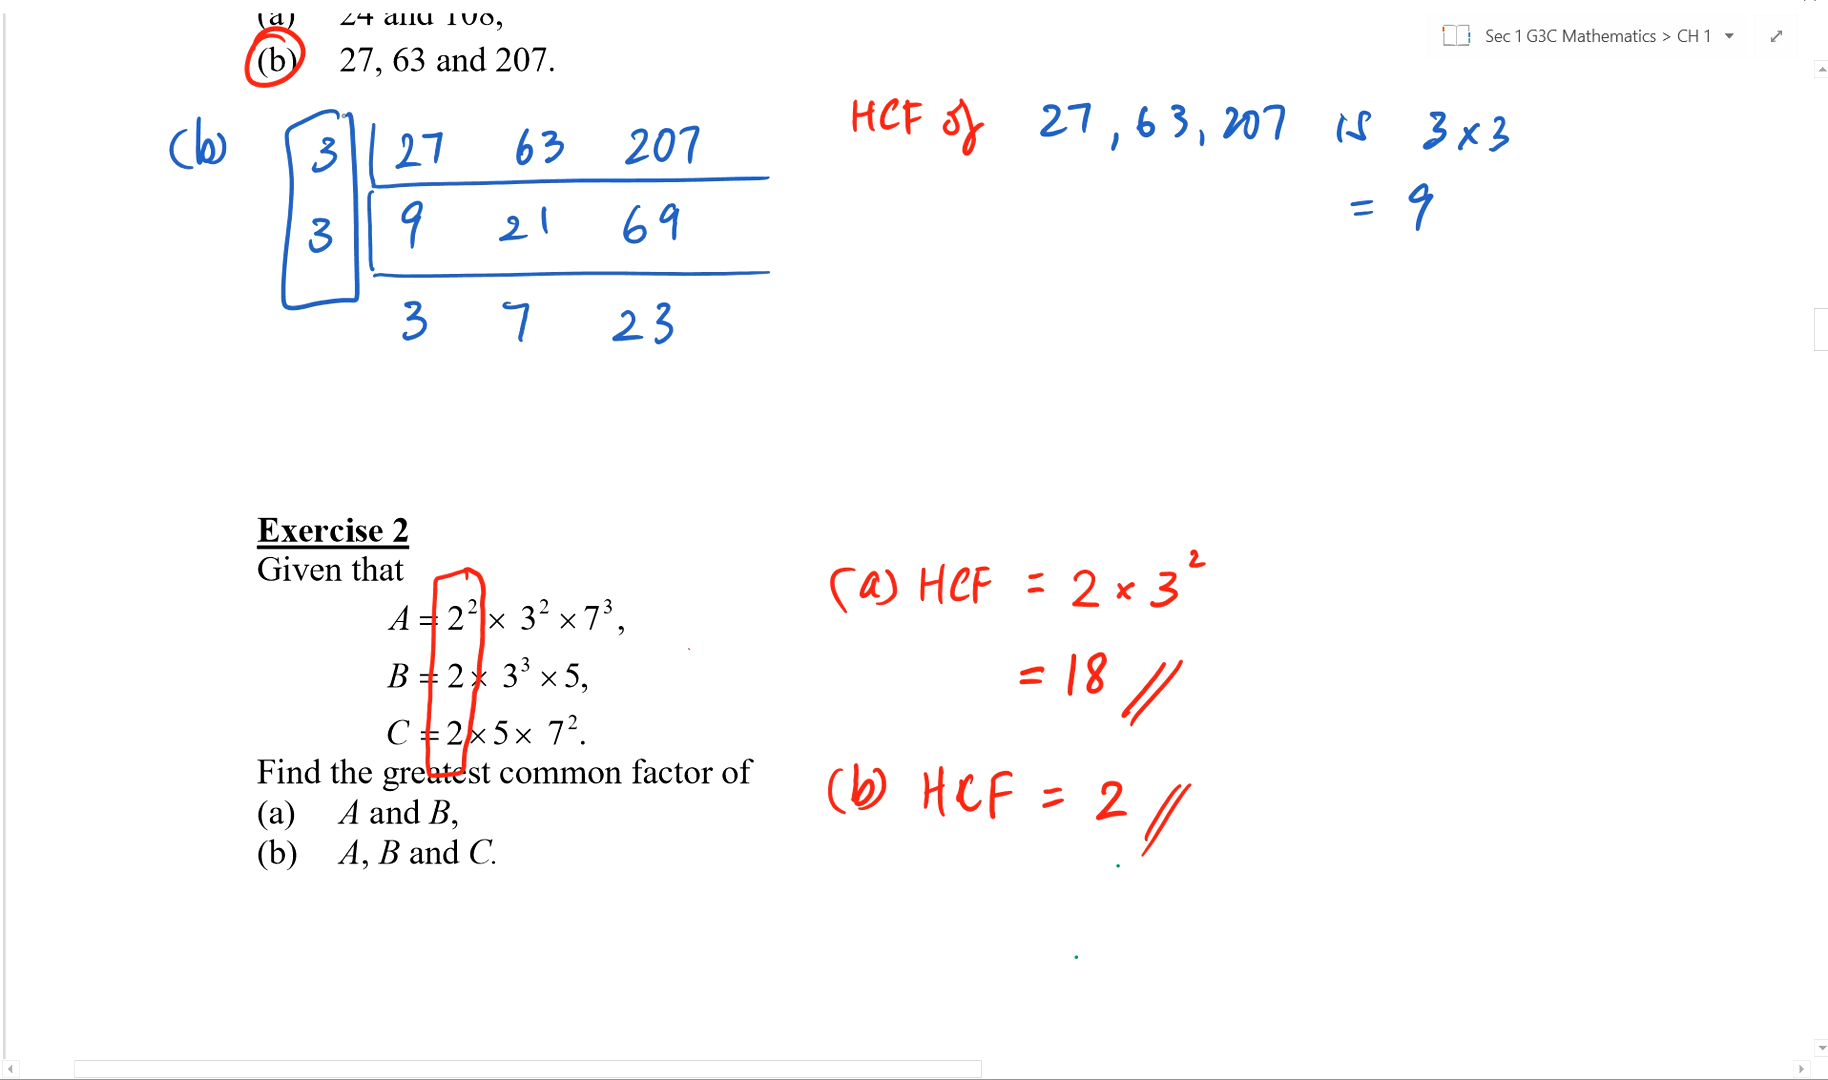 (a) 24 and 108,
Sec 1 G3C Mathematics > CH 1
(b) 27, 63 and 207.
(b) 3 27 63 207
3 9 21 69
3 7 23
HCF of 27, 63, 207 is 3 × 3
= 9
Exercise 2
Given that
A = 2² × 3² × 7³,
B = 2 × 3³ × 5,
C = 2 × 5 × 7².
Find the greatest common factor of
(a) A and B,
(b) A, B and C.
(a) HCF = 2 × 3²
= 18 //
(b) HCF = 2 //